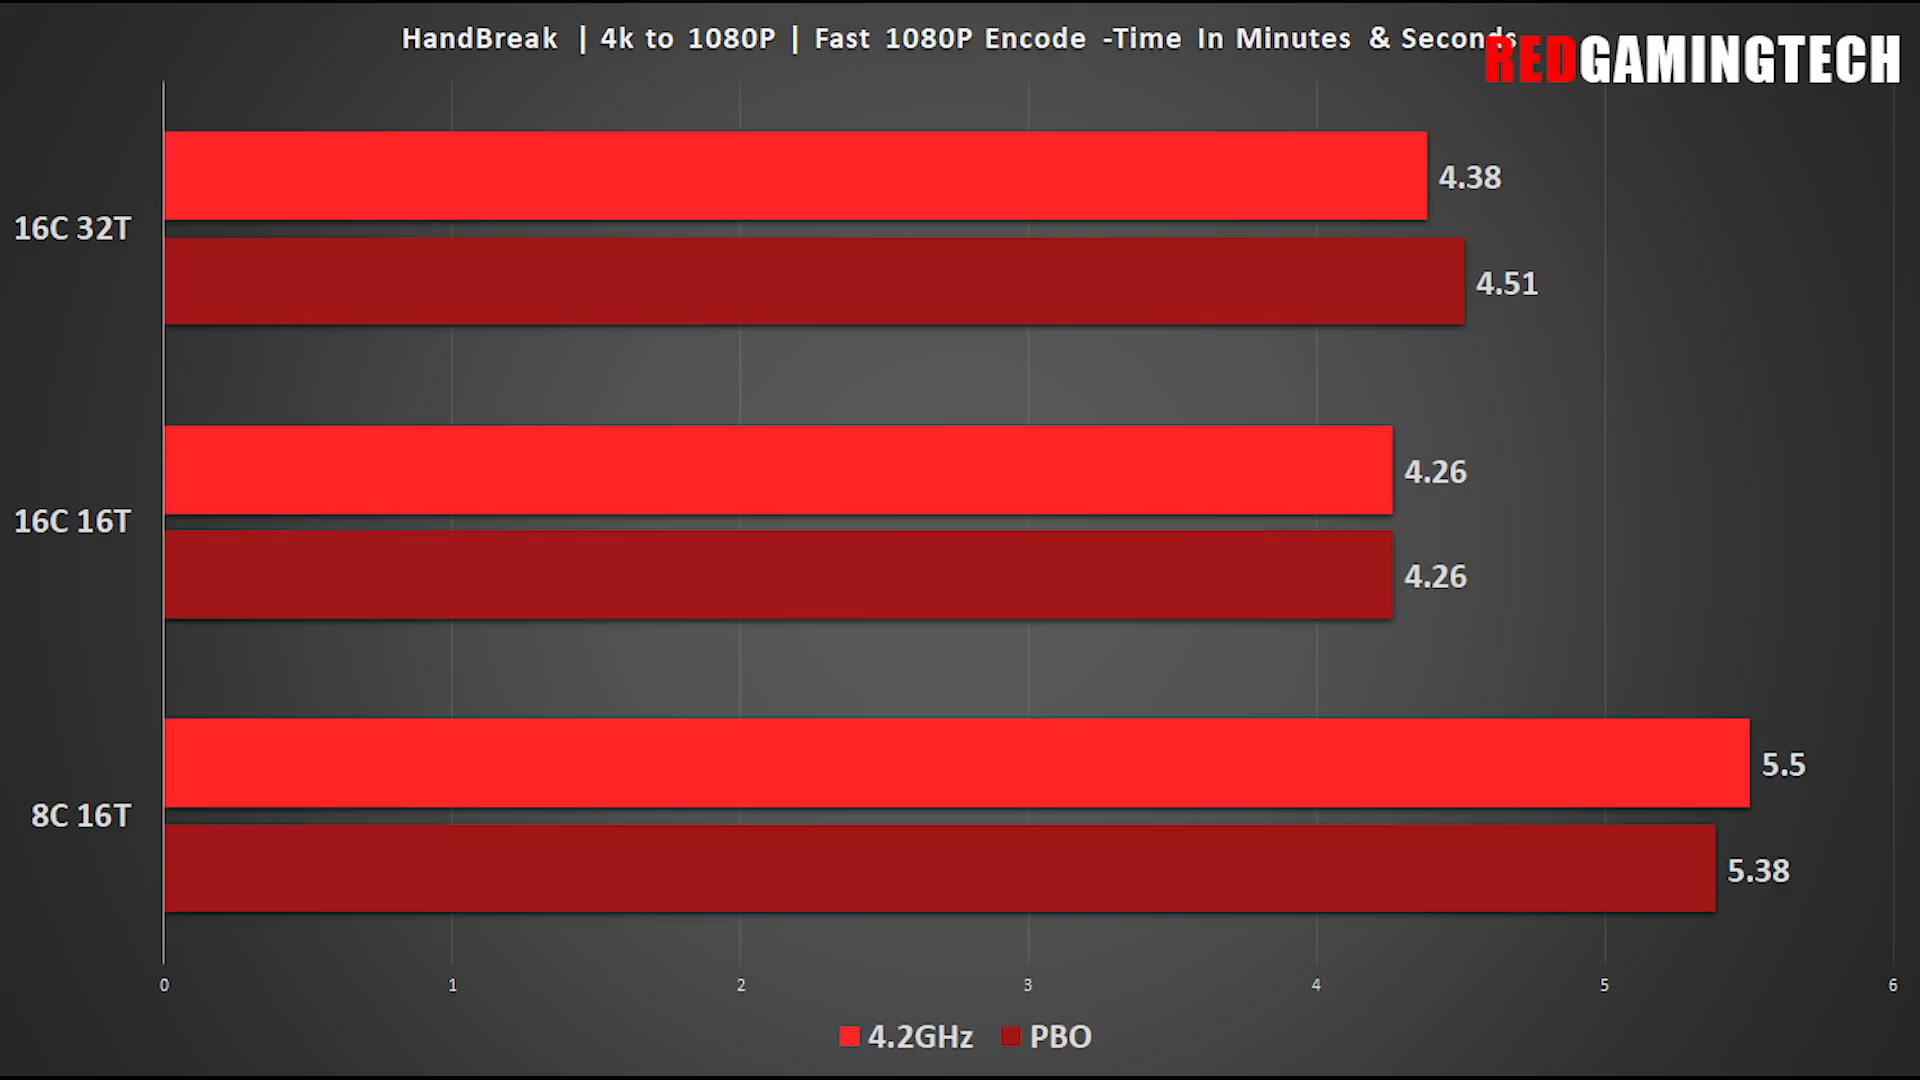 HandBreak | 4k to 1080P | Fast 1080P Encode -Time In Minutes & Seconds
REDGAMINGTECH
4.38
16C 32T
4.51
4.26
16C 16T
4.26
5.5
8C 16T
5.38
0 1 2 3 4 5 6
4.2GHz PBO